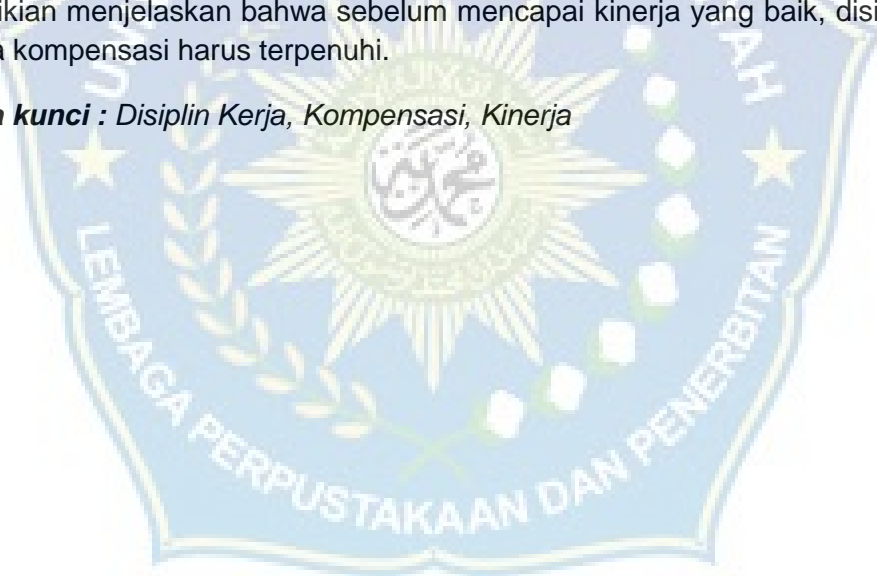 ikian menjelaskan bahwa sebelum mencapai kinerja yang baik, disi
a kompensasi harus terpenuhi.
a kunci : Disiplin Kerja, Kompensasi, Kinerja
LEMBAGA PERPUSTAKAAN DAN PENERBITAN